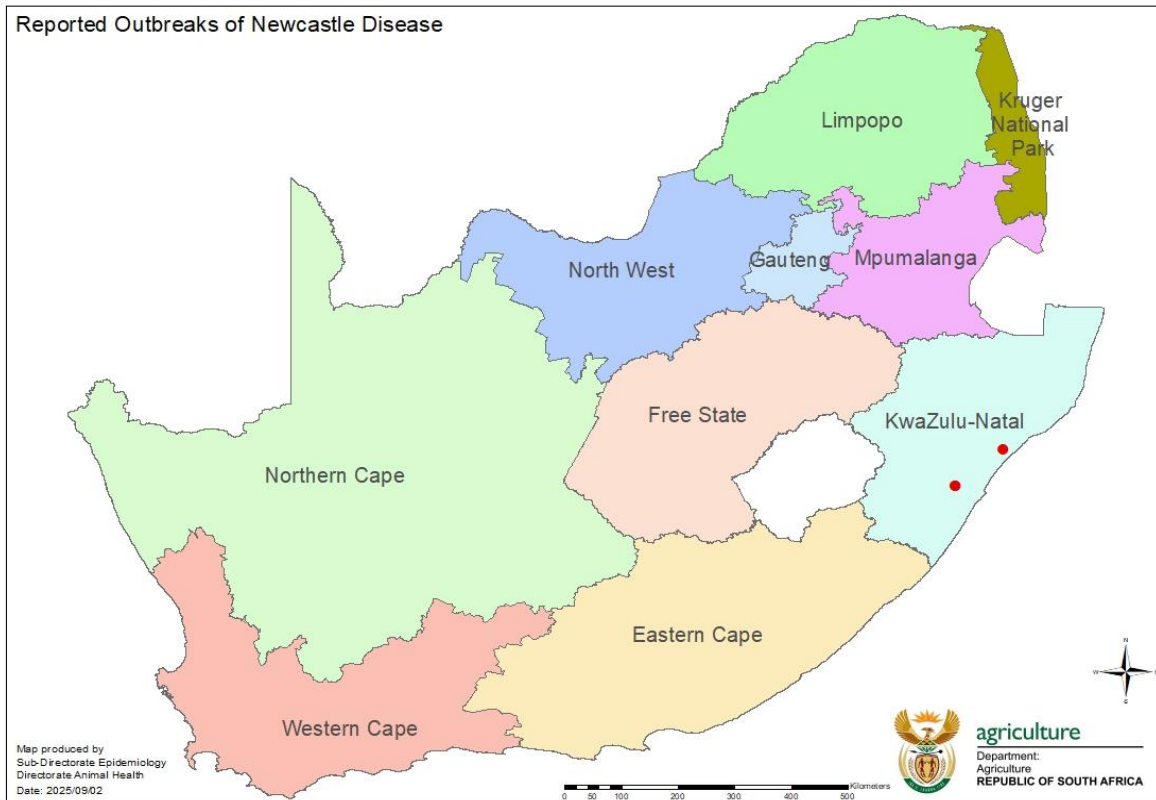 Reported Outbreaks of Newcastle Disease
Limpopo
Kruger
National
Park
North West
Gauteng
Mpumalanga
Free State
KwaZulu-Natal
Northern Cape
Eastern Cape
Western Cape
N
W
S
Map produced by
Sub-Directorate Epidemiology
Directorate Animal Health
Date: 2025/09/02
Kilometers
0 50 100 200 300 400 500
agriculture
Department:
Agriculture
REPUBLIC OF SOUTH AFRICA